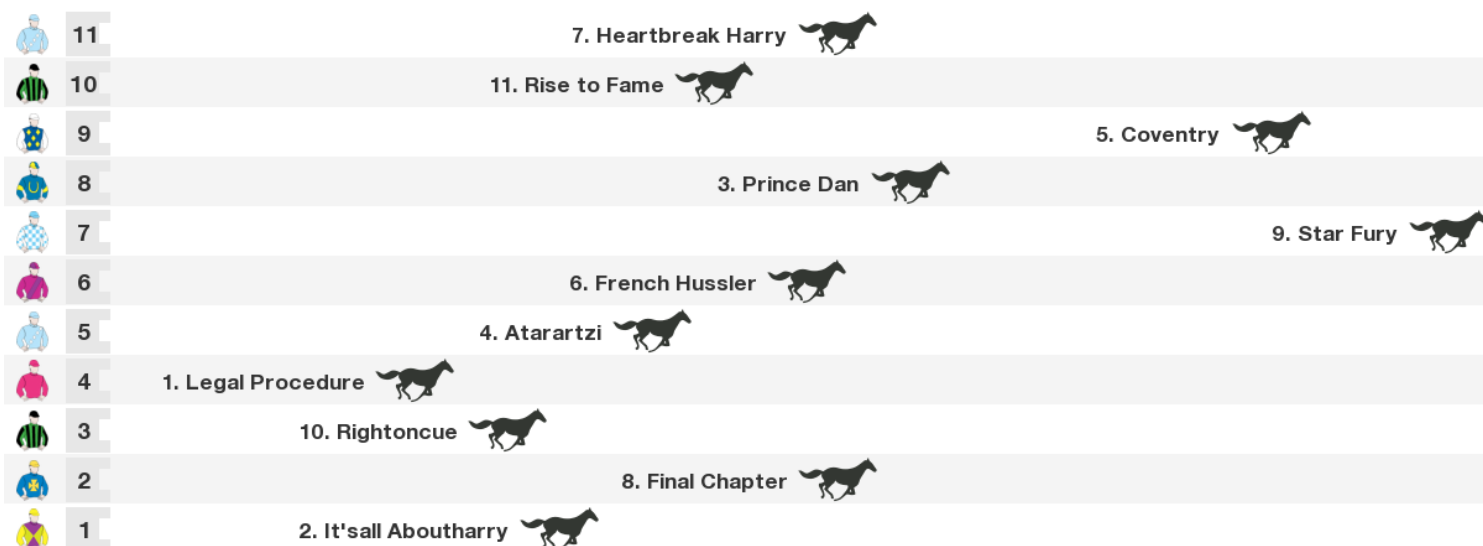 11 7. Heartbreak Harry
10 11. Rise to Fame
9 5. Coventry
8 3. Prince Dan
7 9. Star Fury
6 6. French Hussler
5 4. Atarartzi
4 1. Legal Procedure
3 10. Rightoncue
2 8. Final Chapter
1 2. It'sall Aboutharry